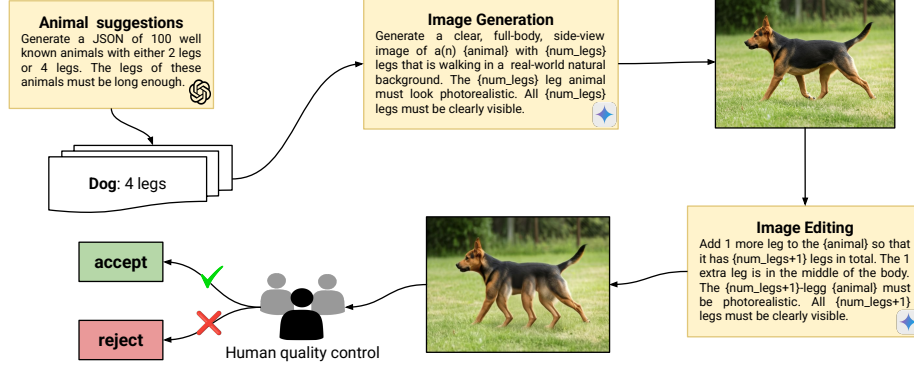 Animal suggestions
Generate a JSON of 100 well
known animals with either 2 legs
or 4 legs. The legs of these
animals must be long enough.
Dog: 4 legs
Image Generation
Generate a clear, full-body, side-view
image of a(n) {animal} with {num_legs}
legs that is walking in a real-world natural
background. The {num_legs} leg animal
must look photorealistic. All {num_legs}
legs must be clearly visible.
Image Editing
Add 1 more leg to the {animal} so that
it has {num_legs+1} legs in total. The 1
extra leg is in the middle of the body.
The {num_legs+1}-legg {animal} must
be photorealistic. All {num_legs+1}
legs must be clearly visible.
accept
reject
Human quality control